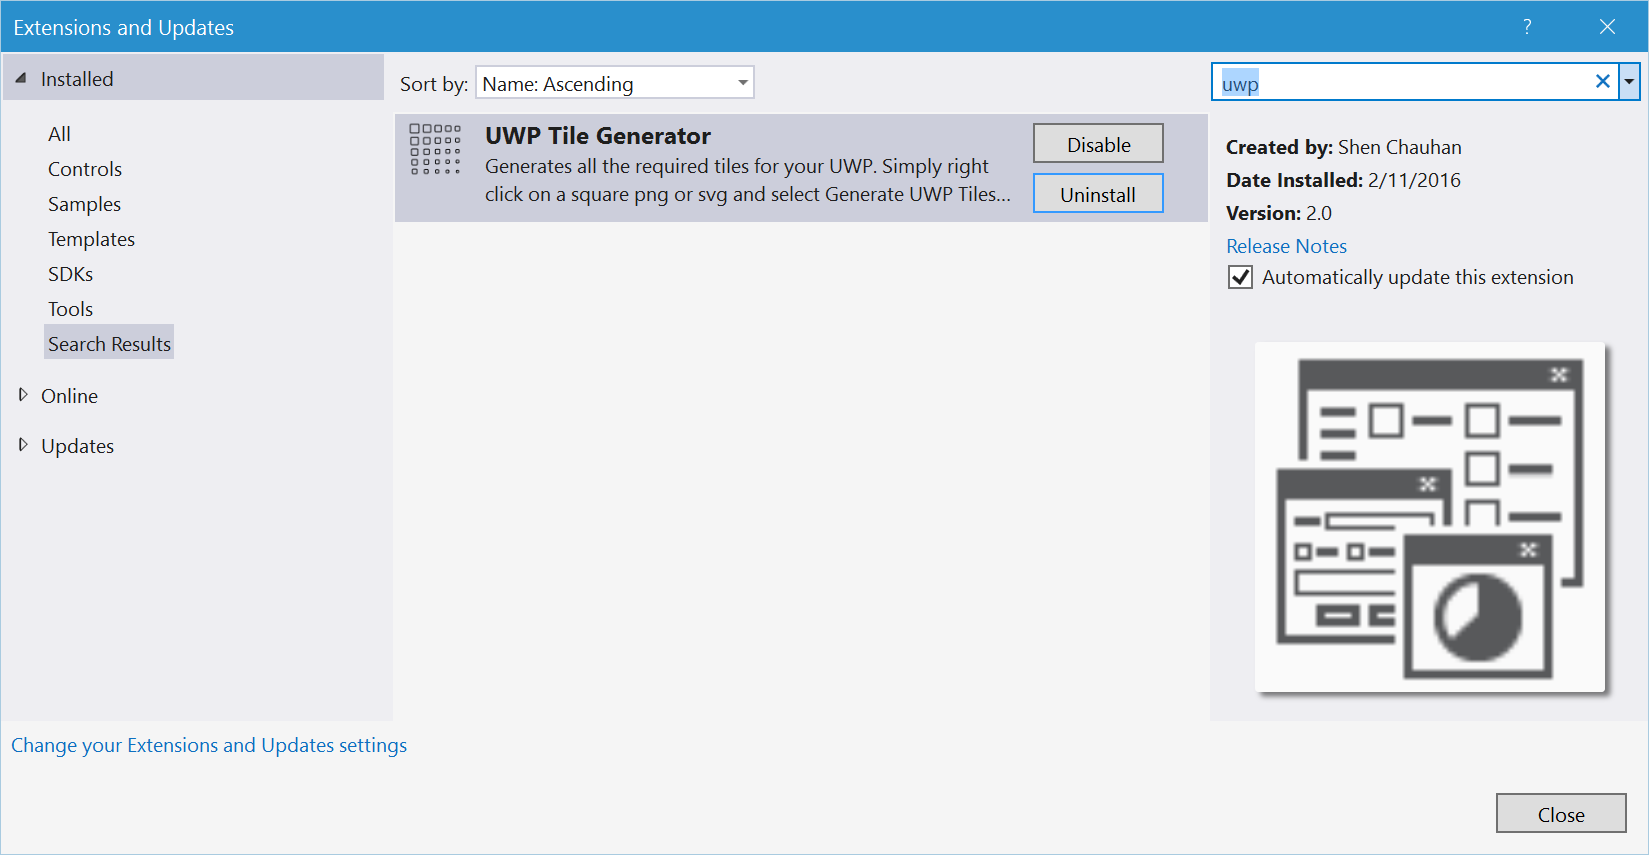 Extensions and Updates
?
Installed
All
Controls
Samples
Templates
SDKs
Tools
Search Results
Online
Updates
Sort by: Name: Ascending
UWP Tile Generator
Generates all the required tiles for your UWP. Simply right
click on a square png or svg and select Generate UWP Tiles...
Disable
Uninstall
uwp
Created by: Shen Chauhan
Date Installed: 2/11/2016
Version: 2.0
Release Notes
Automatically update this extension
Change your Extensions and Updates settings
Close